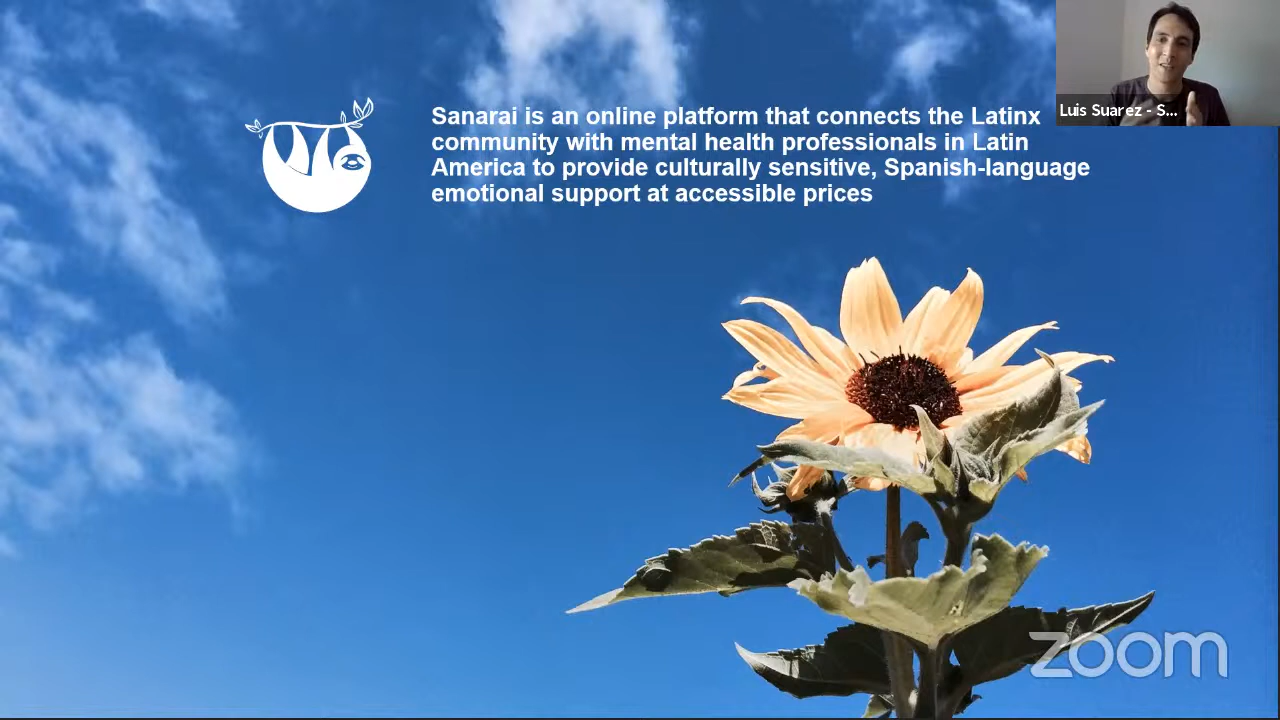 Sanarai is an online platform that connects the Latinx
community with mental health professionals in Latin
America to provide culturally sensitive, Spanish-language
emotional support at accessible prices
Luis Suarez - S...
zoom